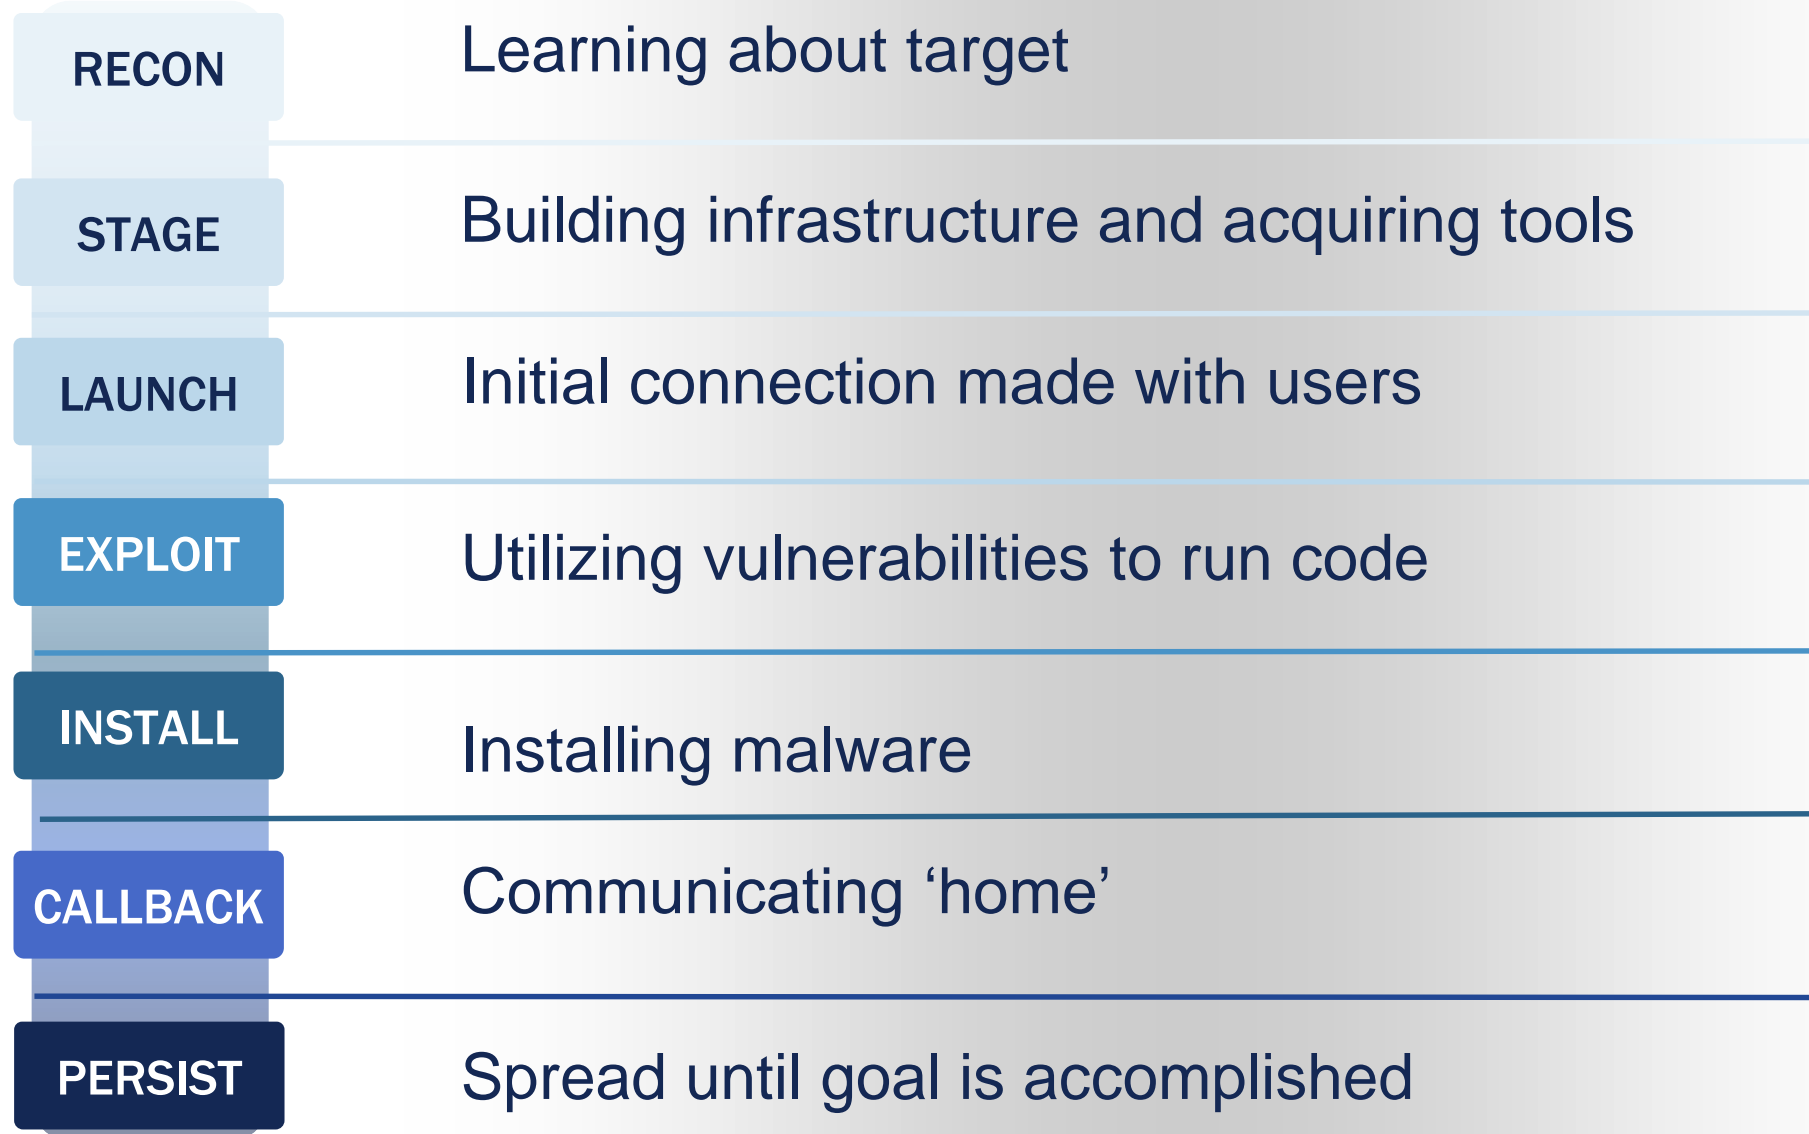 RECON
Learning about target
STAGE
Building infrastructure and acquiring tools
LAUNCH
Initial connection made with users
EXPLOIT
Utilizing vulnerabilities to run code
INSTALL
Installing malware
CALLBACK
Communicating ‘home’
PERSIST
Spread until goal is accomplished